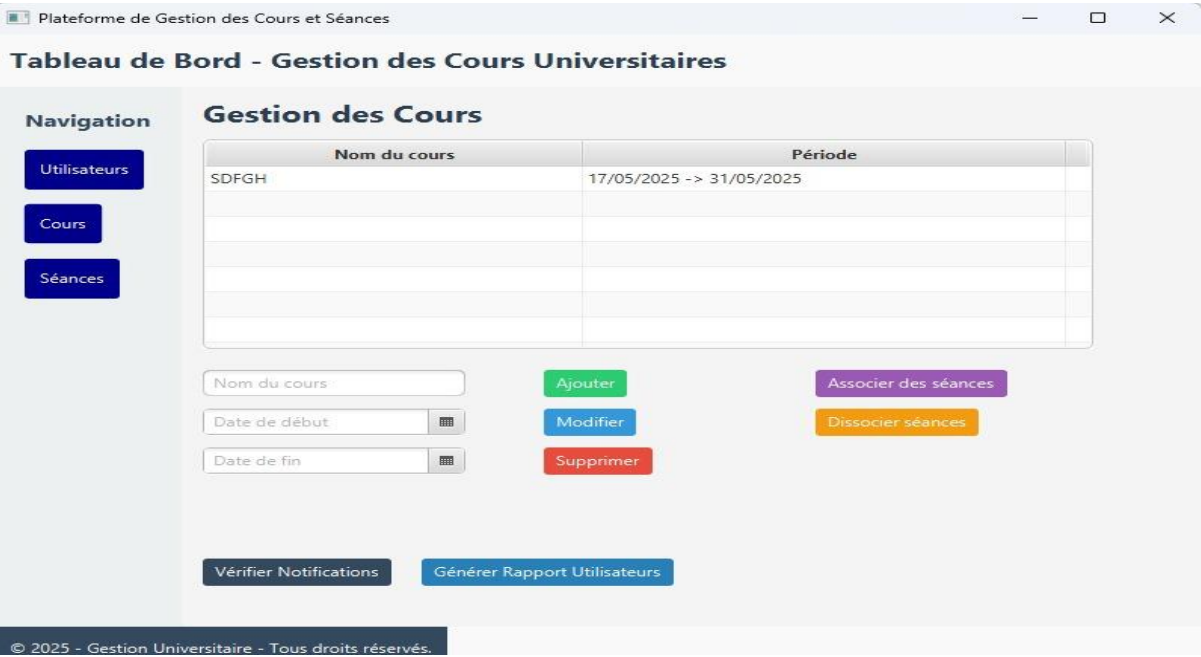 Plateforme de Gestion des Cours et Séances
Tableau de Bord - Gestion des Cours Universitaires
Navigation
Utilisateurs
Cours
Séances
Gestion des Cours
Nom du cours Période
SDFGH 17/05/2025 -> 31/05/2025
Nom du cours Ajouter Associer des séances
Date de début Modifier Dissocier séances
Date de fin Supprimer
Vérifier Notifications Générer Rapport Utilisateurs
© 2025 - Gestion Universitaire - Tous droits réservés.